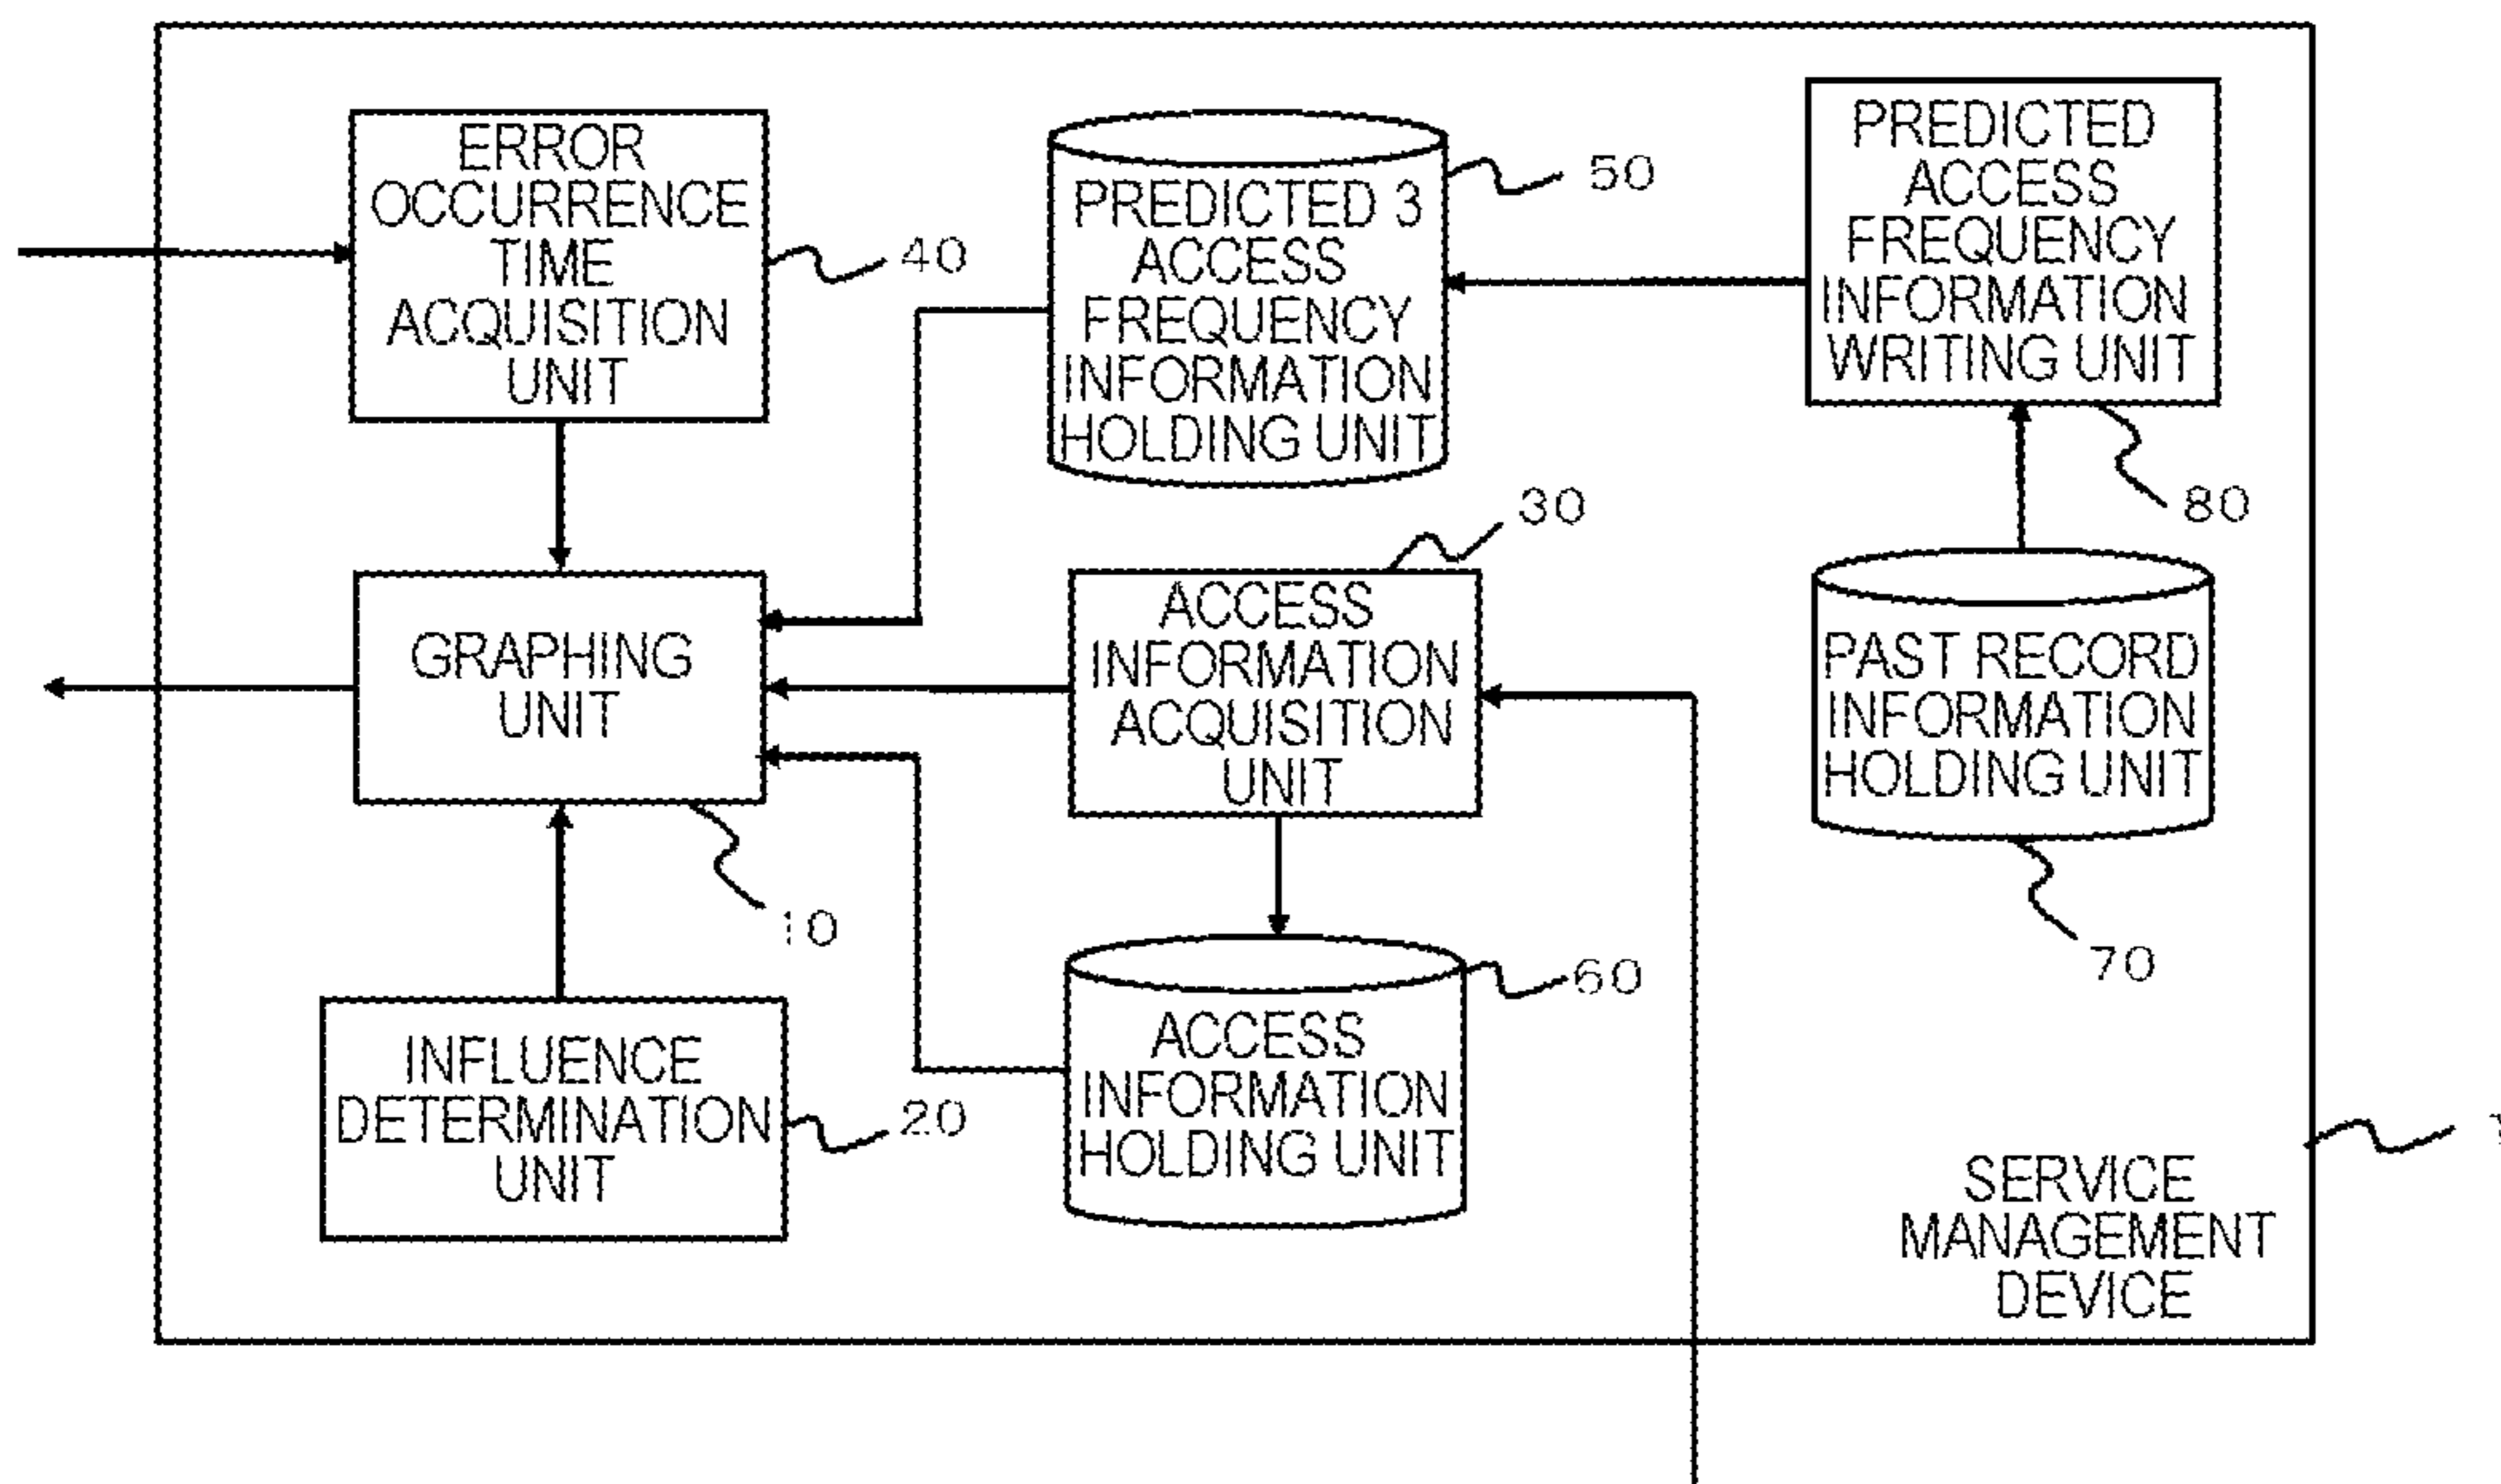 ERROR
OCCURRENCE
TIME
ACQUISITION
UNIT
40
PREDICTED 3
ACCESS
FREQUENCY
INFORMATION
HOLDING UNIT
50
PREDICTED
ACCESS
FREQUENCY
INFORMATION
WRITING UNIT
80
GRAPHING
UNIT
10
ACCESS
INFORMATION
ACQUISITION
UNIT
30
PAST RECORD
INFORMATION
HOLDING UNIT
70
INFLUENCE
DETERMINATION
UNIT
20
ACCESS
INFORMATION
HOLDING UNIT
60
SERVICE
MANAGEMENT
DEVICE